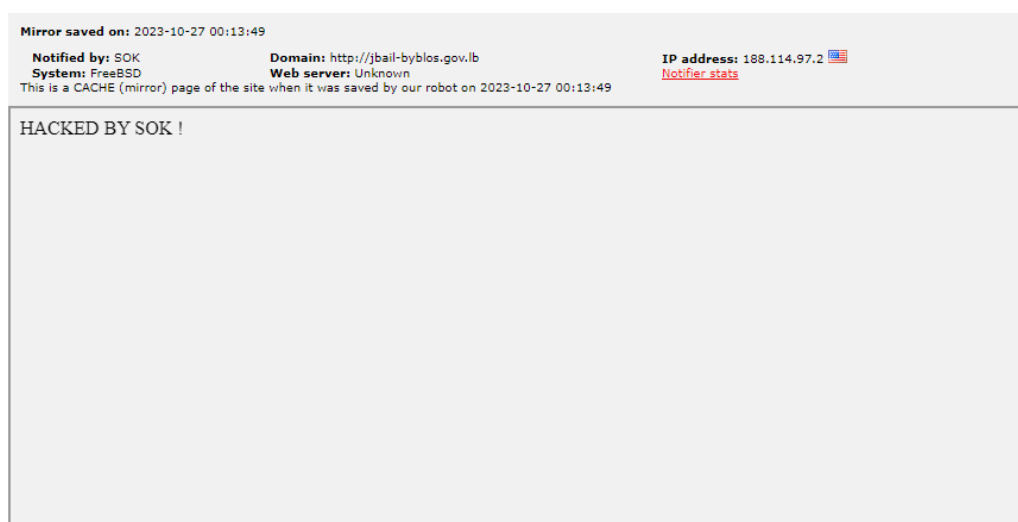 Mirror saved on: 2023-10-27 00:13:49
Notified by: SOK Domain: http://jbail-byblos.gov.lb IP address: 188.114.97.2
System: FreeBSD Web server: Unknown Notifier stats
This is a CACHE (mirror) page of the site when it was saved by our robot on 2023-10-27 00:13:49
HACKED BY SOK !